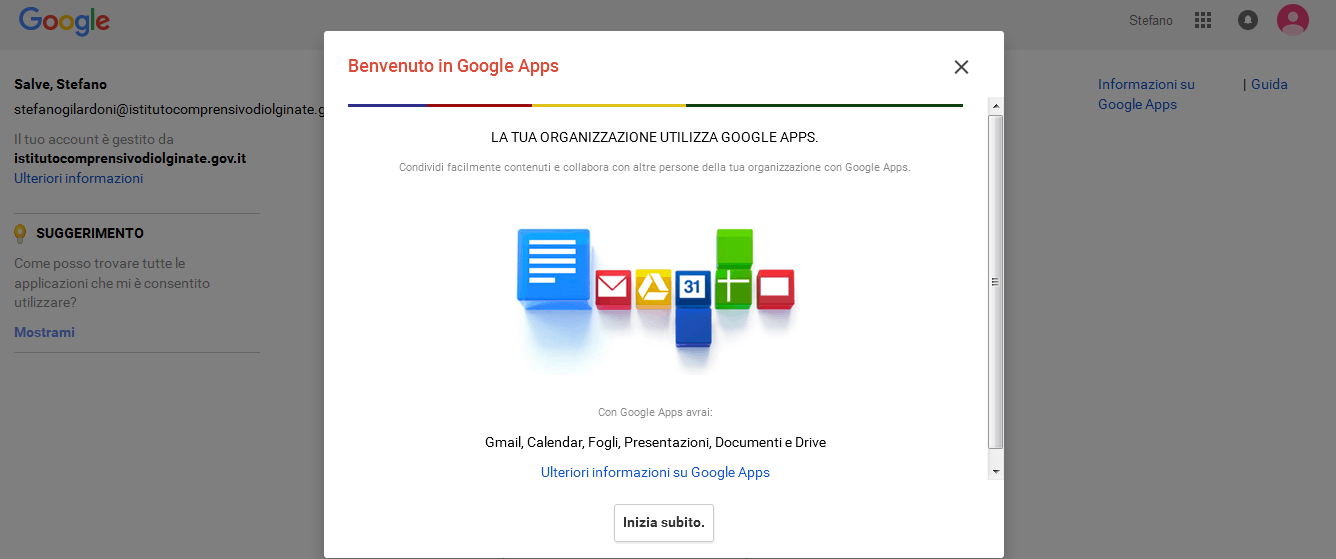 Google
Stefano
Salve, Stefano
stefanogilardoni@istitutocomprensivodiolginate.g
Il tuo account è gestito da
istitutocomprensivodiolginate.gov.it
Ulteriori informazioni
SUGGERIMENTO
Come posso trovare tutte le
applicazioni che mi è consentito
utilizzare?
Mostrami
Benvenuto in Google Apps
LA TUA ORGANIZZAZIONE UTILIZZA GOOGLE APPS.
Condividi facilmente contenuti e collabora con altre persone della tua organizzazione con Google Apps.
31
Con Google Apps avrai:
Gmail, Calendar, Fogli, Presentazioni, Documenti e Drive
Ulteriori informazioni su Google Apps
Inizia subito.
Informazioni su
Google Apps
| Guida